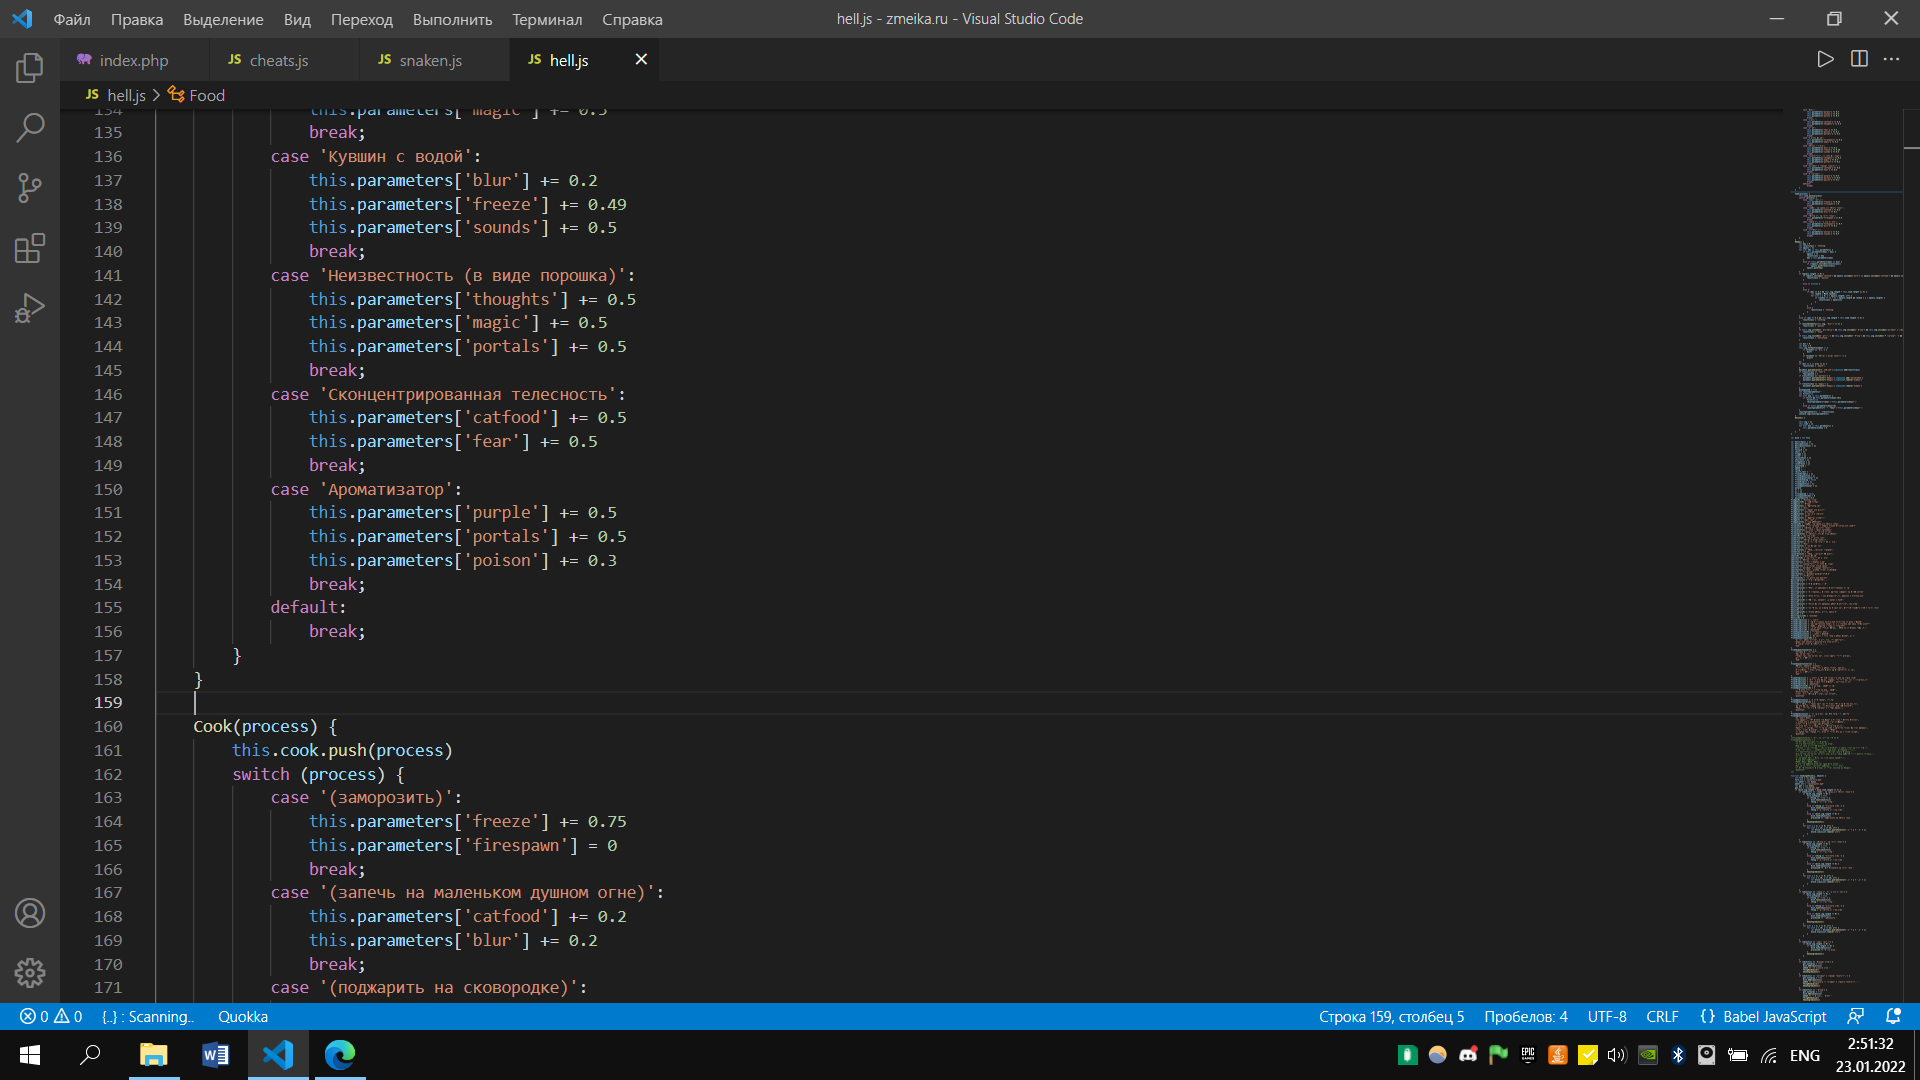 Файл Правка Выделение Вид Переход Выполнить Терминал Справка
hell.js - zmeika.ru - Visual Studio Code
index.php
JS cheats.js
JS snaken.js
JS hell.js
JS hell.js > Food
134 this.parameters['magic'] += 0.5
135 break;
136 case 'Кувшин с водой':
137 this.parameters['blur'] += 0.2
138 this.parameters['freeze'] += 0.49
139 this.parameters['sounds'] += 0.5
140 break;
141 case 'Неизвестность (в виде порошка)':
142 this.parameters['thoughts'] += 0.5
143 this.parameters['magic'] += 0.5
144 this.parameters['portals'] += 0.5
145 break;
146 case 'Сконцентрированная телесность':
147 this.parameters['catfood'] += 0.5
148 this.parameters['fear'] += 0.5
149 break;
150 case 'Ароматизатор':
151 this.parameters['purple'] += 0.5
152 this.parameters['portals'] += 0.5
153 this.parameters['poison'] += 0.3
154 break;
155 default:
156 break;
157 }
158 }
159
160 Cook(process) {
161 this.cook.push(process)
162 switch (process) {
163 case '(заморозить)':
164 this.parameters['freeze'] += 0.75
165 this.parameters['firespawn'] = 0
166 break;
167 case '(запечь на маленьком душном огне)':
168 this.parameters['catfood'] += 0.2
169 this.parameters['blur'] += 0.2
170 break;
171 case '(поджарить на сковородке)':
0 0 {..} : Scanning.. Quokka
Строка 159, столбец 5 Пробелов: 4 UTF-8 CRLF {} Babel JavaScript
EPIC GAMES
ENG
2:51:32
23.01.2022